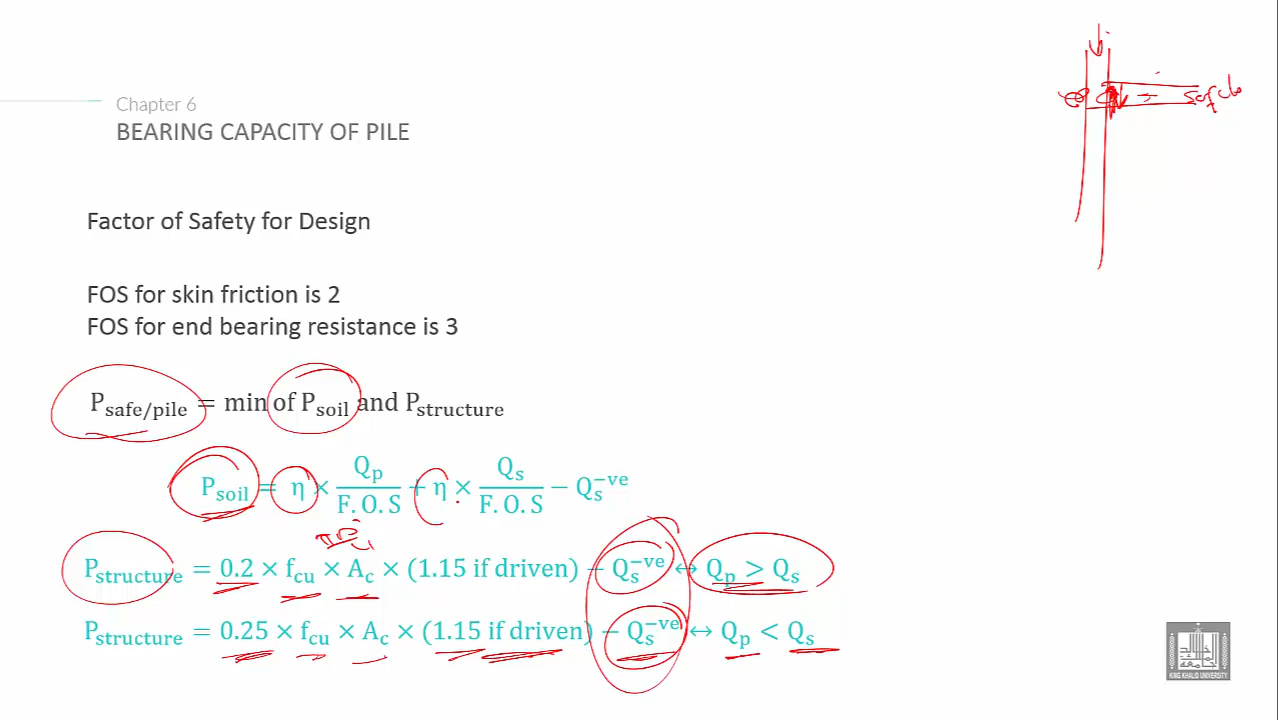 Chapter 6
BEARING CAPACITY OF PILE
Factor of Safety for Design
FOS for skin friction is 2
FOS for end bearing resistance is 3
P_safe/pile = min of P_soil and P_structure
P_soil = η × Q_p / F.O.S + η × Q_s / F.O.S − Q_s^−ve
P_structure = 0.2 × f_cu × A_c × (1.15 if driven) − Q_s^−ve ↔ Q_p > Q_s
P_structure = 0.25 × f_cu × A_c × (1.15 if driven) − Q_s^−ve ↔ Q_p < Q_s
KING KHALID UNIVERSITY